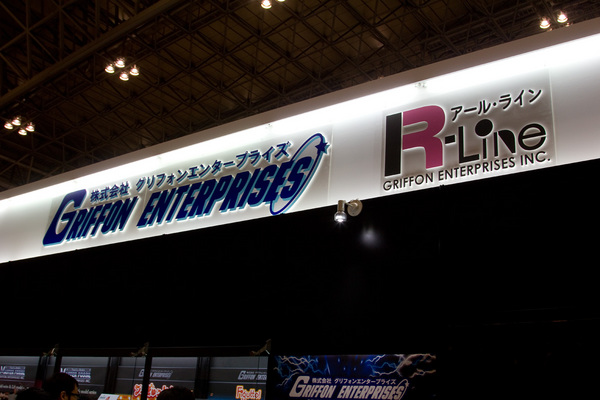 株式会社 グリフォンエンタープライズ
GRIFFON ENTERPRISES
アール・ライン
R-Line
GRIFFON ENTERPRISES INC.
株式会社 グリフォンエンタープライズ
GRIFFON ENTERPRISES